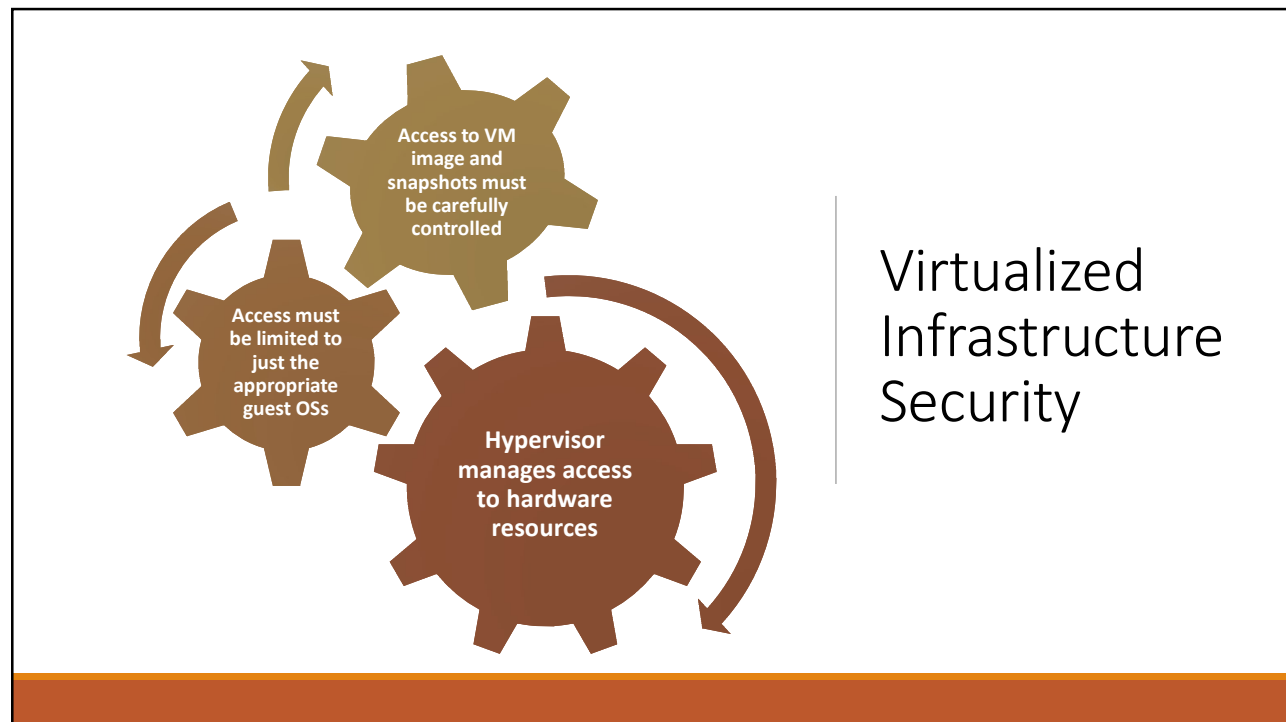 Access to VM
image and
snapshots must
be carefully
controlled
Access must
be limited to
just the
appropriate
guest OSs
Hypervisor
manages access
to hardware
resources
Virtualized
Infrastructure
Security